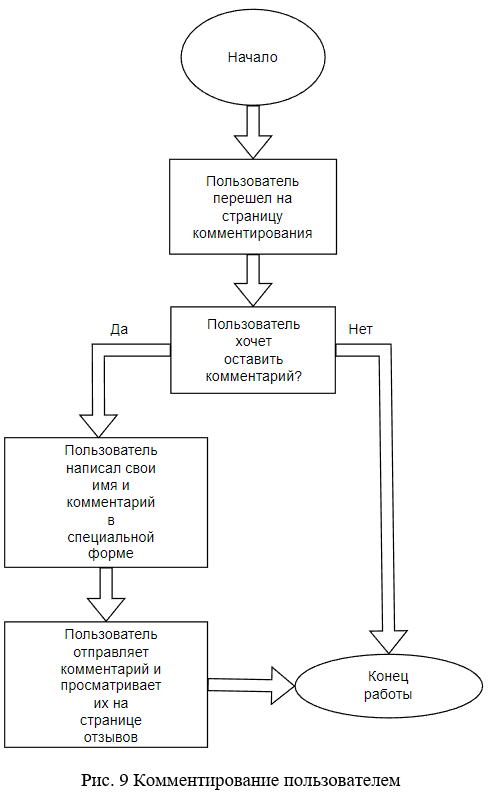 Начало
Пользователь
перешел на
страницу
комментирования
Пользователь
хочет
оставить
комментарий?
Да
Нет
Пользователь
написал свои
имя и
комментарий
в
специальной
форме
Пользователь
отправляет
комментарий и
просматривает
их на
странице
отзывов
Конец
работы
Рис. 9 Комментирование пользователем